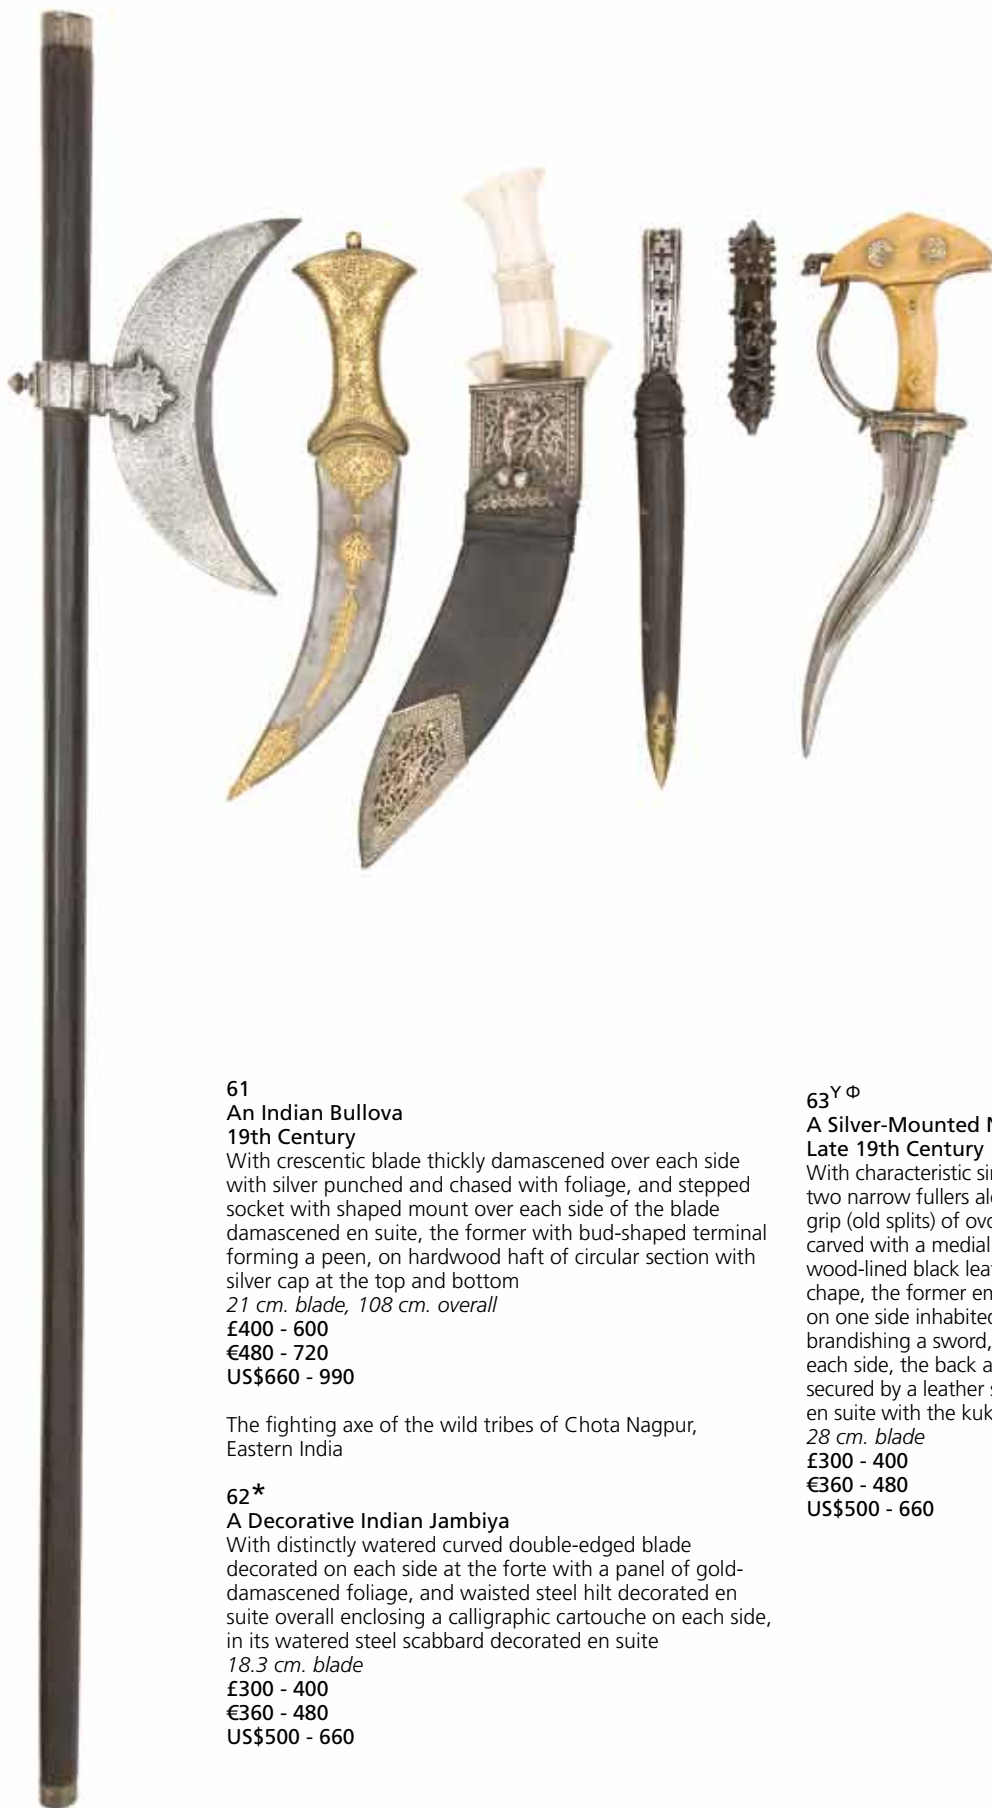 61
An Indian Bullova
19th Century
With crescentic blade thickly damascened over each side
with silver punched and chased with foliage, and stepped
socket with shaped mount over each side of the blade
damascened en suite, the former with bud-shaped terminal
forming a peen, on hardwood haft of circular section with
silver cap at the top and bottom
21 cm. blade, 108 cm. overall
£400 - 600
€480 - 720
US$660 - 990
The fighting axe of the wild tribes of Chota Nagpur,
Eastern India
62*
A Decorative Indian Jambiya
With distinctly watered curved double-edged blade
decorated on each side at the forte with a panel of gold-
damascened foliage, and waisted steel hilt decorated en
suite overall enclosing a calligraphic cartouche on each side,
in its watered steel scabbard decorated en suite
18.3 cm. blade
£300 - 400
€360 - 480
US$500 - 660
63Y Φ
A Silver-Mounted
Late 19th Century
With characteristic
two narrow fullers
grip (old splits) of
carved with a medial
wood-lined black
chape, the former
on one side
brandishing a sword,
each side, the back
secured by a leather
en suite with the
28 cm. blade
£300 - 400
€360 - 480
US$500 - 660